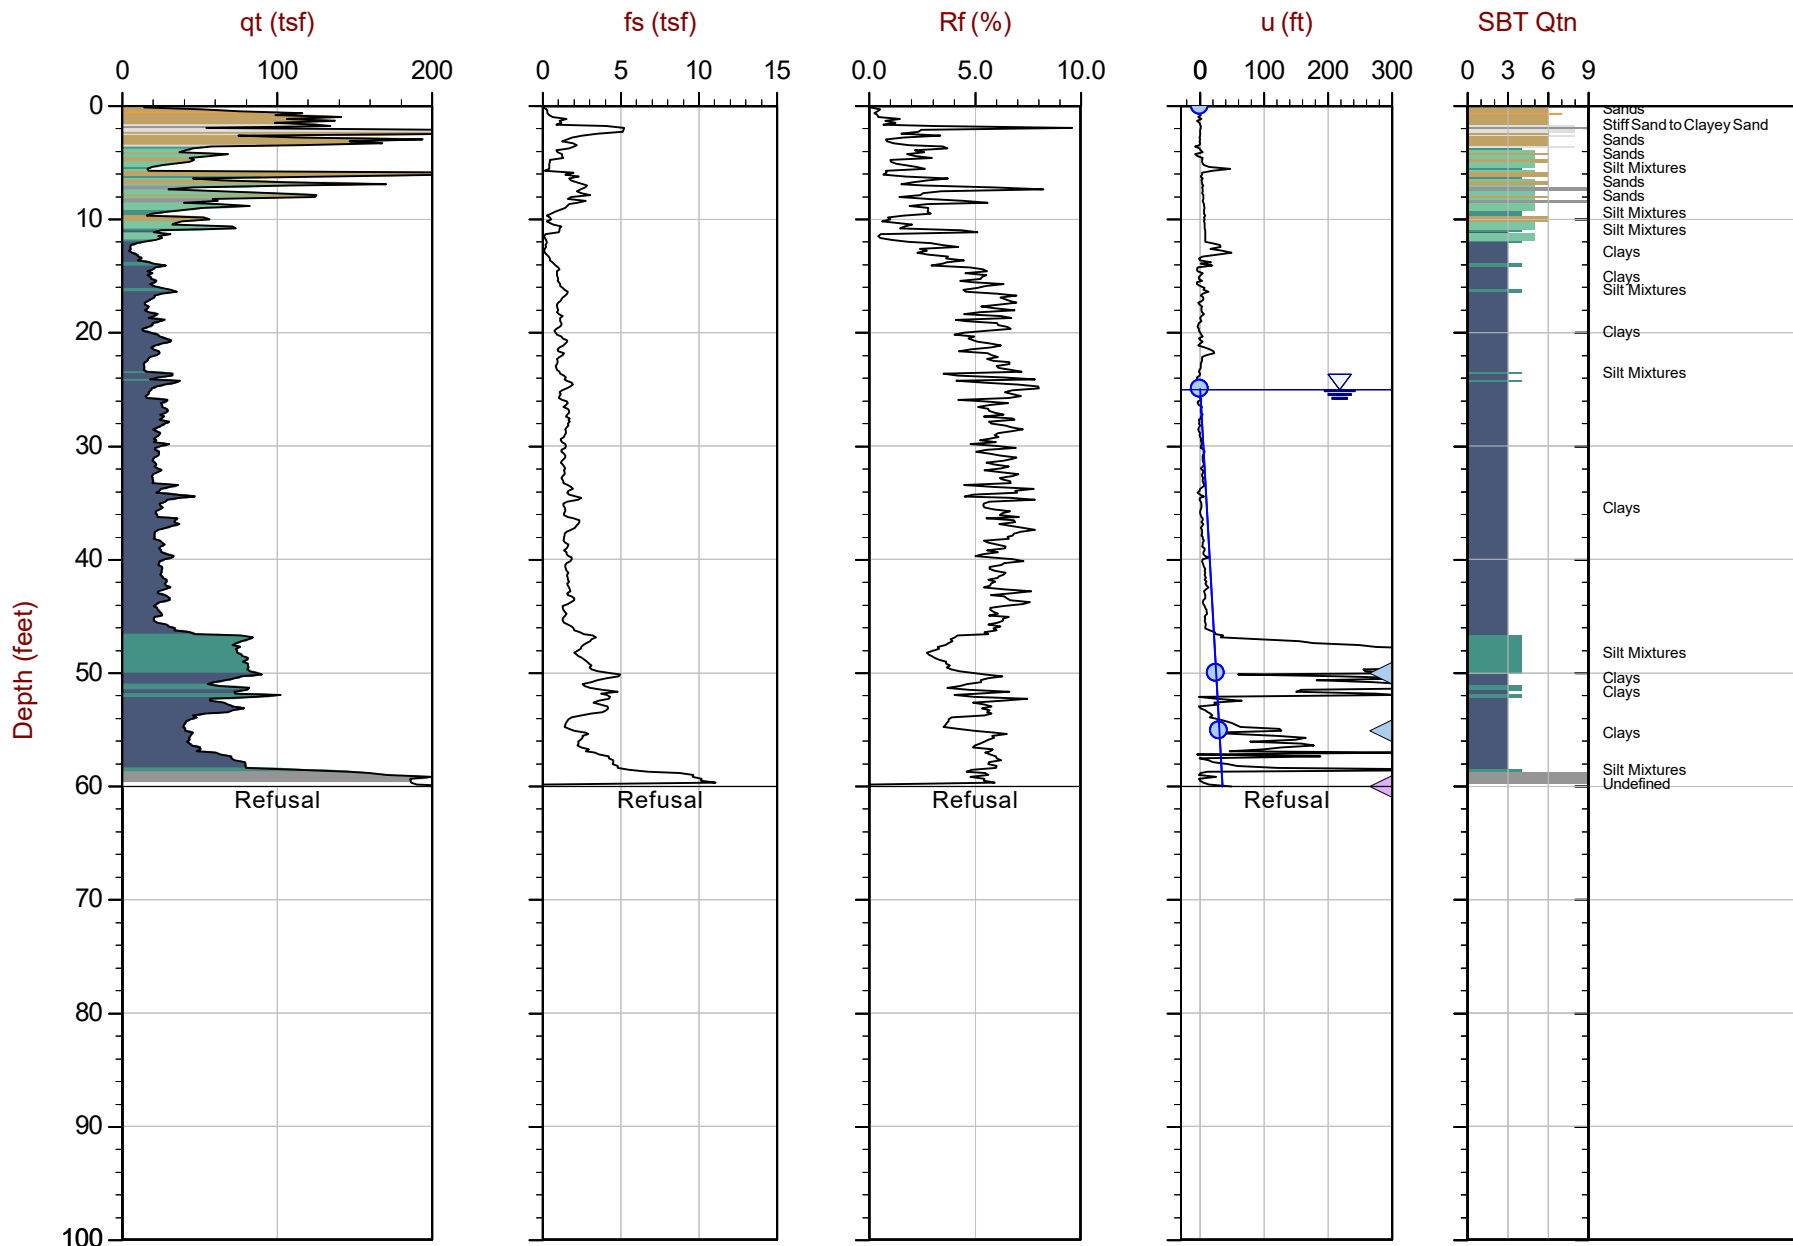 qt (tsf) fs (tsf) Rf (%) u (ft) SBT Qtn
0 100 200 0 5 10 15 0.0 5.0 10.0 0 100 200 300 0 3 6 9
0
Sands
Stiff Sand to Clayey Sand
Sands
Sands
Silt Mixtures
Sands
Sands
Silt Mixtures
10
Silt Mixtures
Clays
Clays
Silt Mixtures
20 Clays
Silt Mixtures
30
Clays
40
Depth (feet)
Silt Mixtures
50
Clays
Clays
Clays
Silt Mixtures
Undefined
60
Refusal Refusal Refusal Refusal
70
80
90
100